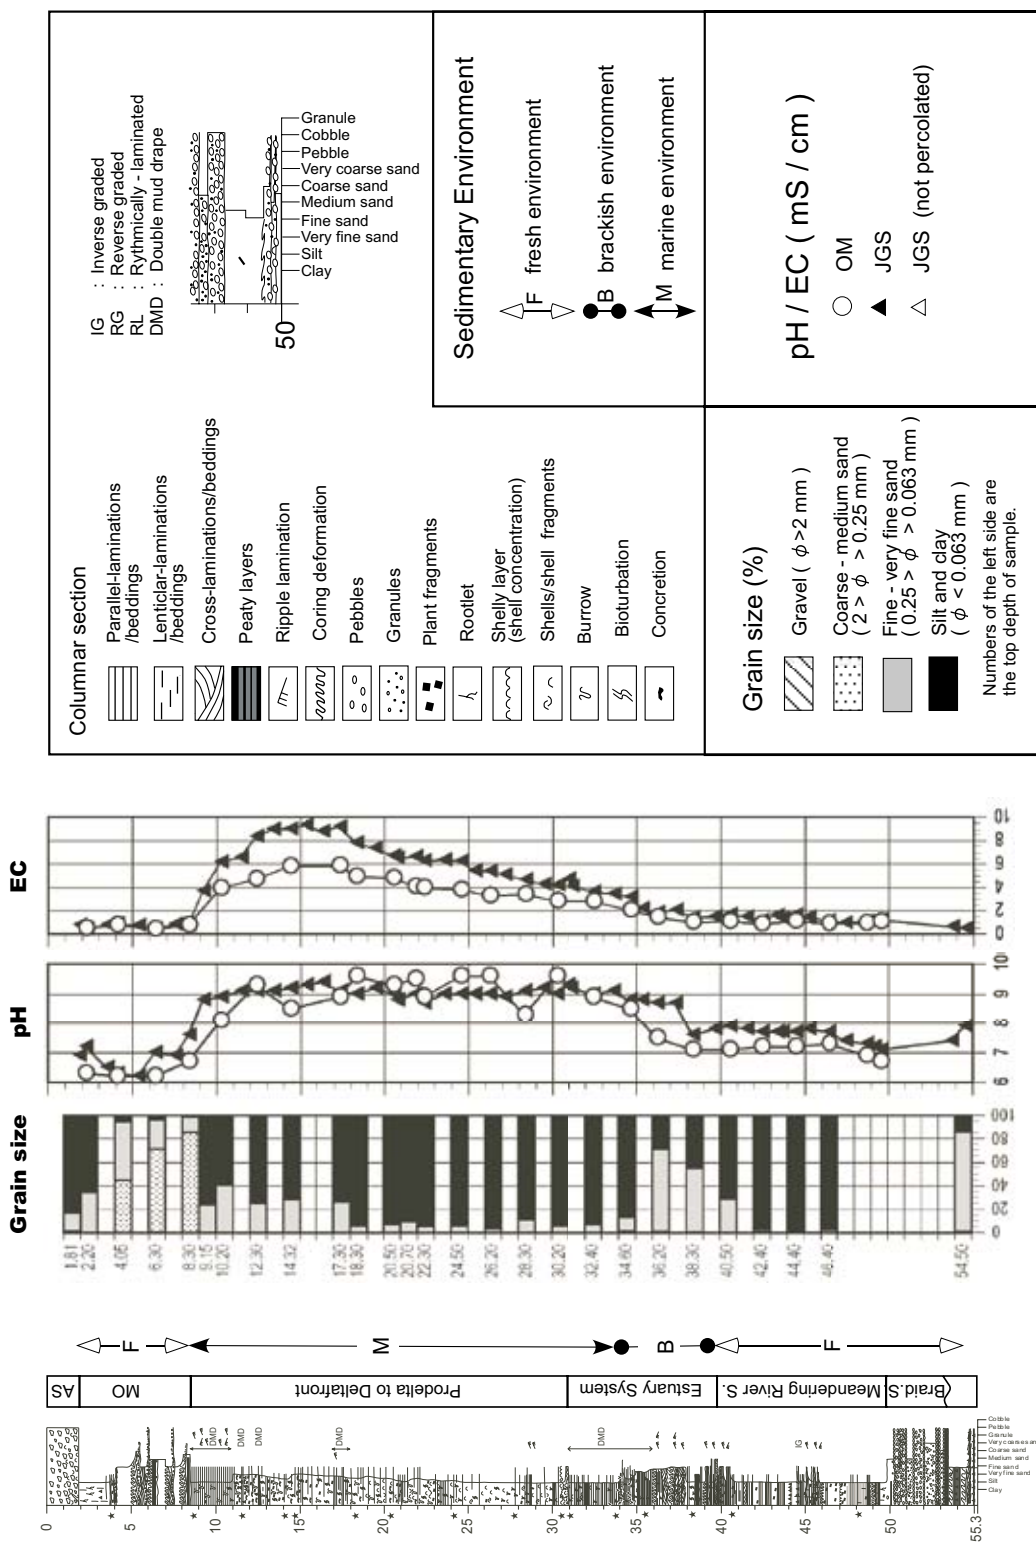 Columnar section
Parallel-laminations
/beddings
Lenticlar-laminations
/beddings
Cross-laminations/beddings
Peaty layers
Ripple lamination
Coring deformation
Pebbles
Granules
Plant fragments
Rootlet
Shelly layer
(shell concentration)
Shells/shell fragments
Burrow
Bioturbation
Concretion
IG : Inverse graded
RG : Reverse graded
RL : Rythmically - laminated
DMD : Double mud drape
50
Granule
Cobble
Pebble
Very coarse sand
Coarse sand
Medium sand
Fine sand
Very fine sand
Silt
Clay
Sedimentary Environment
F fresh environment
B brackish environment
M marine environment
Grain size (%)
Gravel ( ϕ >2 mm )
Coarse - medium sand
( 2 > ϕ > 0.25 mm )
Fine - very fine sand
( 0.25 > ϕ > 0.063 mm )
Silt and clay
( ϕ < 0.063 mm )
Numbers of the left side are
the top depth of sample.
pH / EC ( mS / cm )
OM
JGS
JGS (not percolated)
EC
0 2 4 6 8 10
pH
6 7 8 9 10
Grain size
0 20 40 60 80 100
1.81
2.20
4.05
6.30
8.30
9.15
10.20
12.30
14.32
17.30
18.30
20.50
20.70
22.30
24.50
26.20
28.30
30.20
32.40
34.60
36.20
38.30
40.50
42.40
44.40
46.40
54.50
F
M
B
F
AS
MO
Prodelta to Deltafront
Estuary System
Meandering River S.
Braid.S.
DMD
DMD
DMD
DMD
DMD
IG
Cobble
Pebble
Granule
Very coarse san
Coarse sand
Medium sand
Fine sand
Very fine sand
Silt
Clay
0
5
10
15
20
25
30
35
40
45
50
55.3